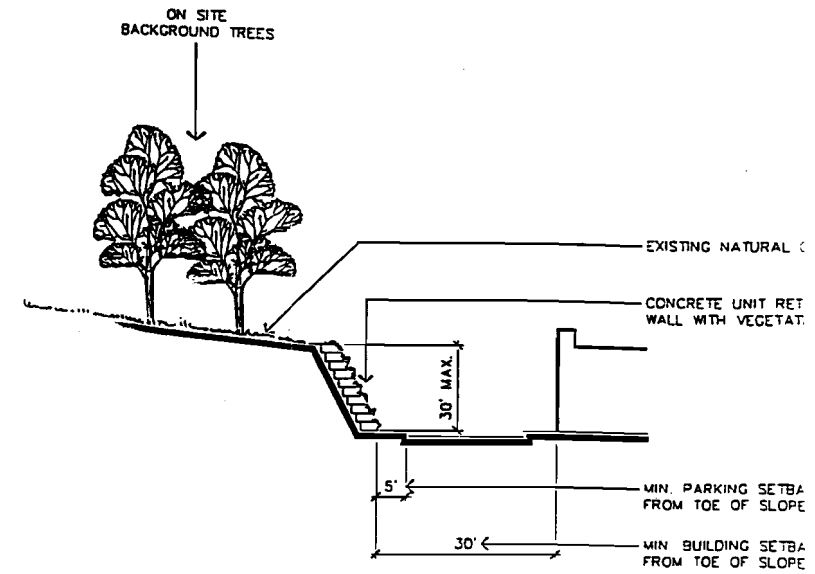 ON SITE
BACKGROUND TREES
EXISTING NATURAL
CONCRETE UNIT RET
WALL WITH VEGETAT
30' MAX.
5'
MIN. PARKING SETBA
FROM TOE OF SLOPE
30'
MIN BUILDING SETBA
FROM TOE OF SLOPE